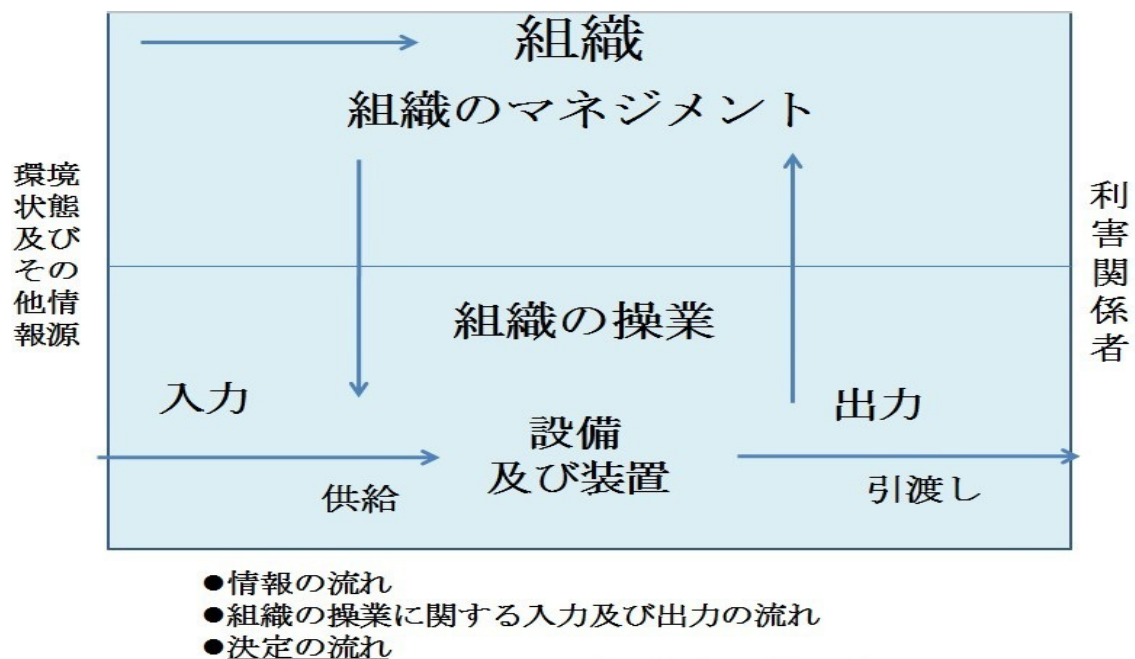 組織
組織のマネジメント
環境
状態
及び
その
他情
報源
利
害
関
係
者
組織の操業
入力
出力
設備
及び装置
供給
引渡し
●情報の流れ
●組織の操業に関する入力及び出力の流れ
●決定の流れ